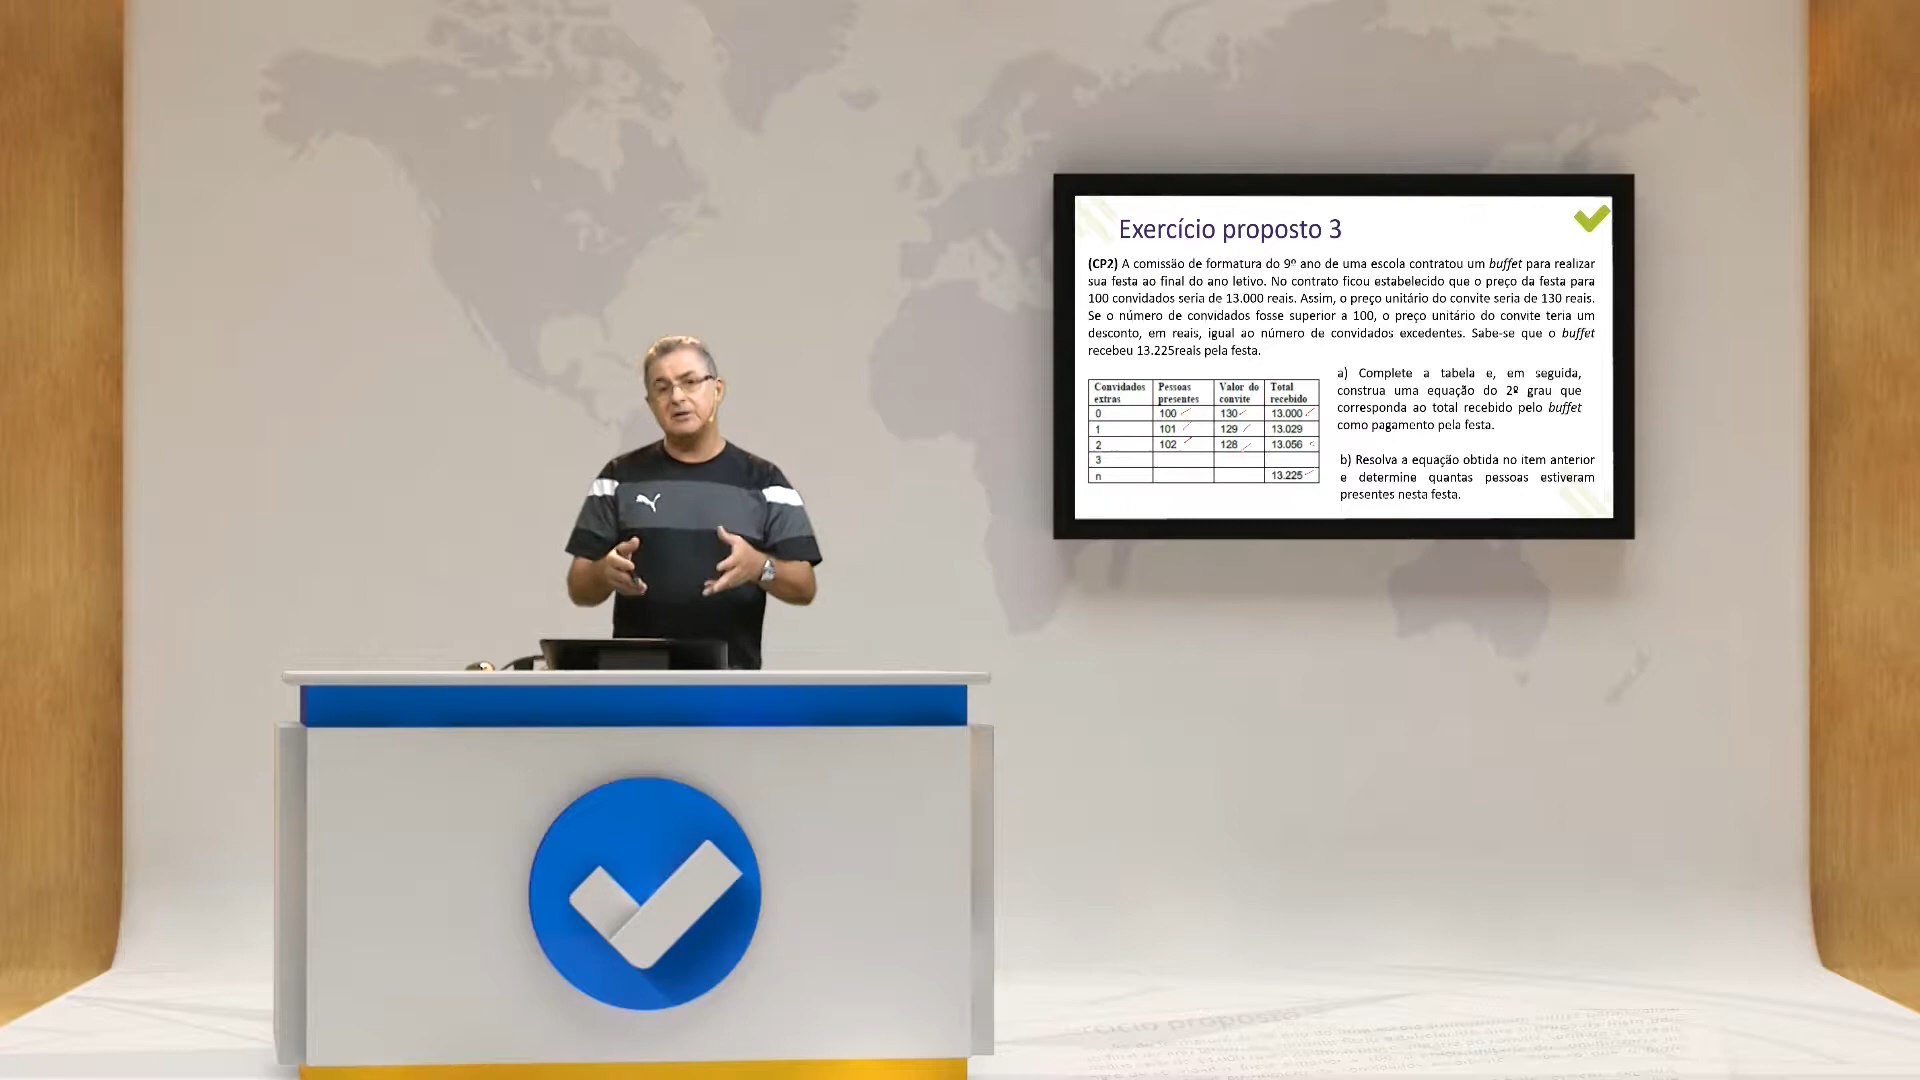 Exercício proposto 3
(CP2) A comissão de formatura do 9º ano de uma escola contratou um buffet para realizar
sua festa ao final do ano letivo. No contrato ficou estabelecido que o preço da festa para
100 convidados seria de 13.000 reais. Assim, o preço unitário do convite seria de 130 reais.
Se o número de convidados fosse superior a 100, o preço unitário do convite teria um
desconto, em reais, igual ao número de convidados excedentes. Sabe-se que o buffet
recebeu 13.225reais pela festa.
Convidados extras Pessoas presentes Valor do convite Total recebido
0 100 130 13.000
1 101 129 13.029
2 102 128 13.056
3
n 13.225
a) Complete a tabela e, em seguida,
construa uma equação do 2º grau que
corresponda ao total recebido pelo buffet
como pagamento pela festa.
b) Resolva a equação obtida no item anterior
e determine quantas pessoas estiveram
presentes nesta festa.